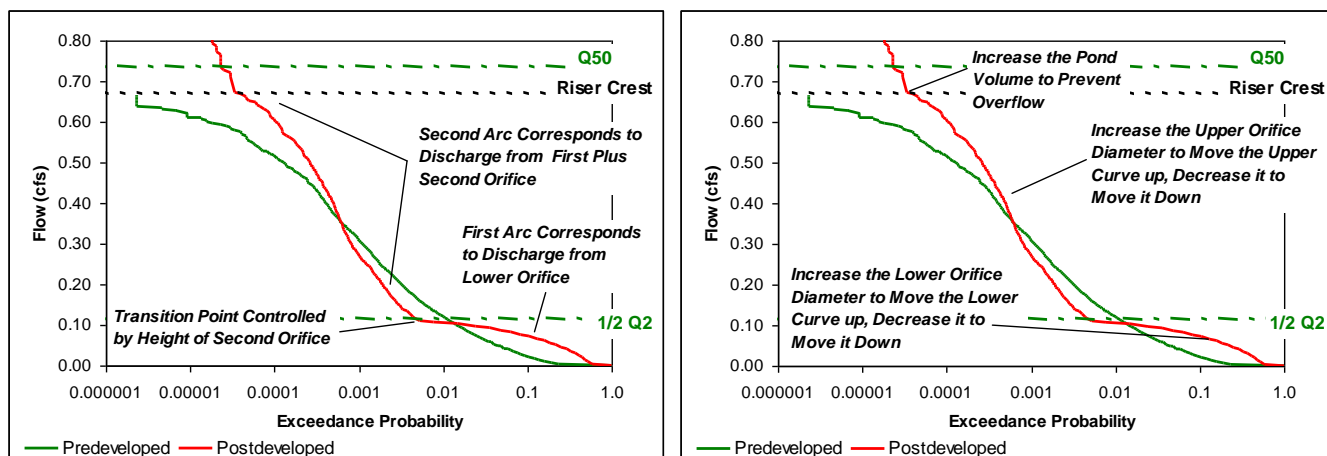 0.80
0.70
0.60
0.50
0.40
0.30
0.20
0.10
0.00
Flow (cfs)
Q50
Riser Crest
Second Arc Corresponds to
Discharge from First Plus
Second Orifice
First Arc Corresponds
to Discharge from
Lower Orifice
Transition Point Controlled
by Height of Second Orifice
1/2 Q2
0.000001 0.00001 0.0001 0.001 0.01 0.1 1.0
Exceedance Probability
Predeveloped Postdeveloped
0.80
0.70
0.60
0.50
0.40
0.30
0.20
0.10
0.00
Flow (cfs)
Q50
Increase the Pond
Volume to Prevent
Overflow
Riser Crest
Increase the Upper Orifice
Diameter to Move the Upper
Curve up, Decrease it to
Move it Down
Increase the Lower Orifice
Diameter to Move the Lower
Curve up, Decrease it to
Move it Down
1/2 Q2
0.000001 0.00001 0.0001 0.001 0.01 0.1 1.0
Exceedance Probability
Predeveloped Postdeveloped